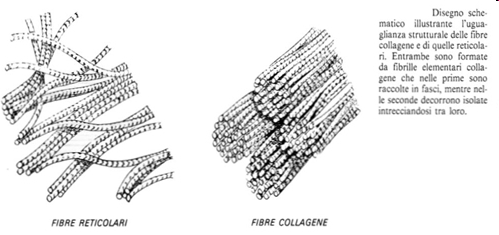 Disegno sche-
matico illustrante l'ugua-
glianza strutturale delle fibre
collagene e di quelle reticola-
ri. Entrambe sono formate
da fibrille elementari colla-
gene che nelle prime sono
raccolte in fasci, mentre nel-
le seconde decorrono isolate
intrecciandosi tra loro.
FIBRE RETICOLARI
FIBRE COLLAGENE